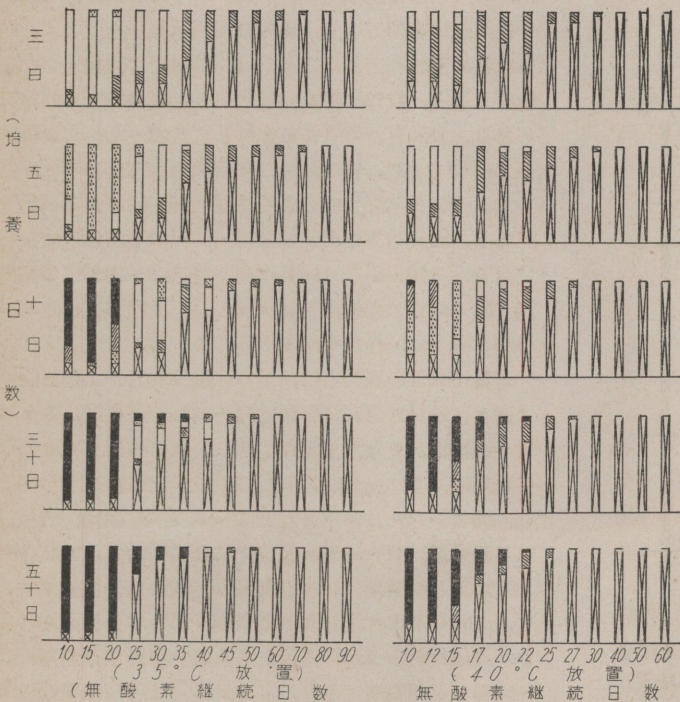 (培養日数)
三日
五日
十日
三十日
五十日
10 15 20 25 30 35 40 45 50 60 70 80 90
(35°C 放置)
(無酸素継続日数
10 12 15 17 20 22 25 27 30 40 50 60
(40°C 放置)
無酸素継続日数